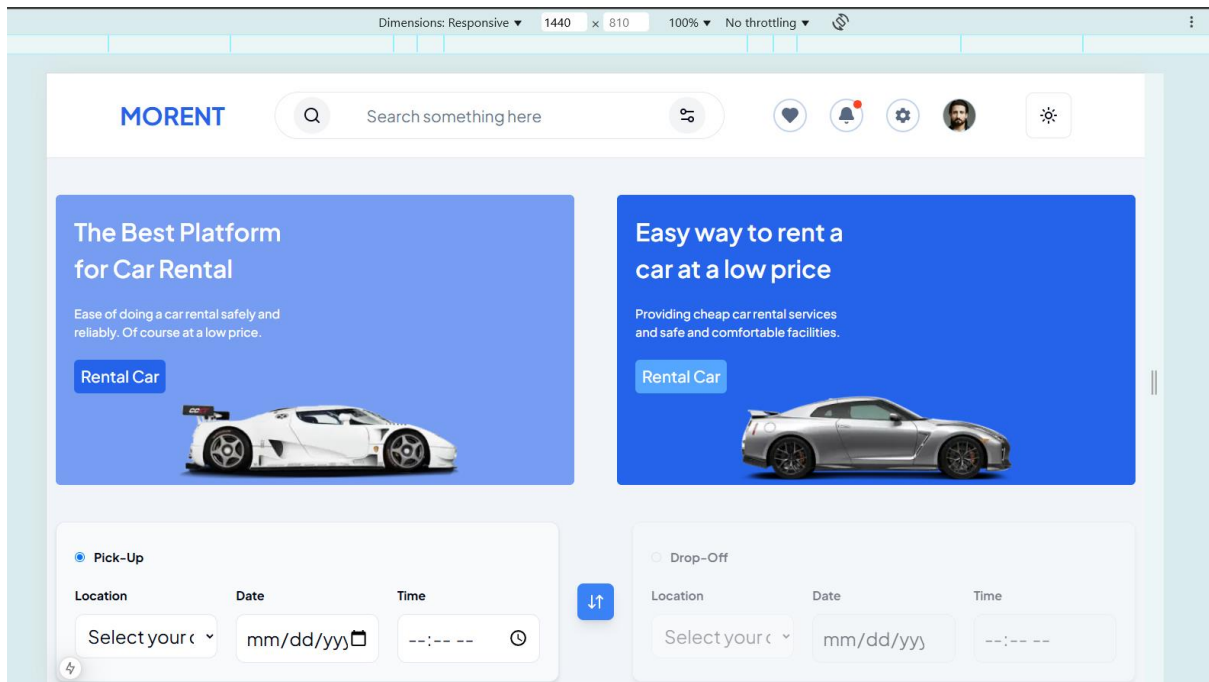 Dimensions: Responsive ▼ 1440 × 810 100% ▼ No throttling ▼
MORENT
Search something here
The Best Platform
for Car Rental
Ease of doing a car rental safely and
reliably. Of course at a low price.
Rental Car
Easy way to rent a
car at a low price
Providing cheap car rental services
and safe and comfortable facilities.
Rental Car
Pick-Up
Location Date Time
Select your c mm/dd/yyy --:-- --
Drop-Off
Location Date Time
Select your c mm/dd/yyy --:-- --